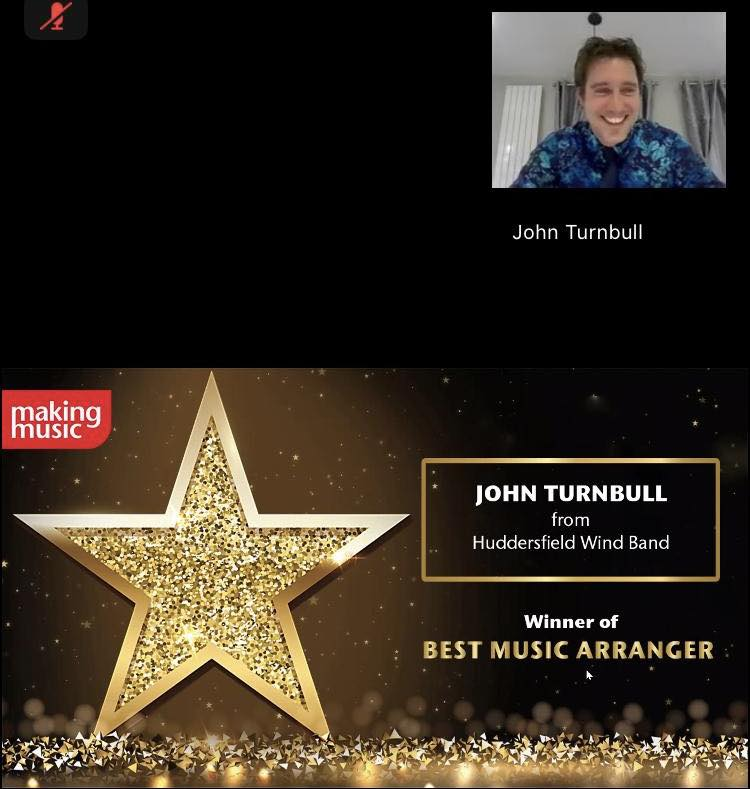 John Turnbull
making
music
JOHN TURNBULL
from
Huddersfield Wind Band
Winner of
BEST MUSIC ARRANGER